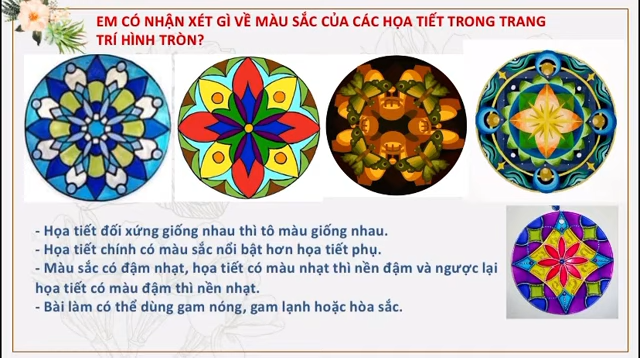 EM CÓ NHẬN XÉT GÌ VỀ MÀU SẮC CỦA CÁC HỌA TIẾT TRONG TRANG
TRÍ HÌNH TRÒN?
- Họa tiết đối xứng giống nhau thì tô màu giống nhau.
- Họa tiết chính có màu sắc nổi bật hơn họa tiết phụ.
- Màu sắc có đậm nhạt, họa tiết có màu nhạt thì nền đậm và ngược lại
họa tiết có màu đậm thì nền nhạt.
- Bài làm có thể dùng gam nóng, gam lạnh hoặc hòa sắc.